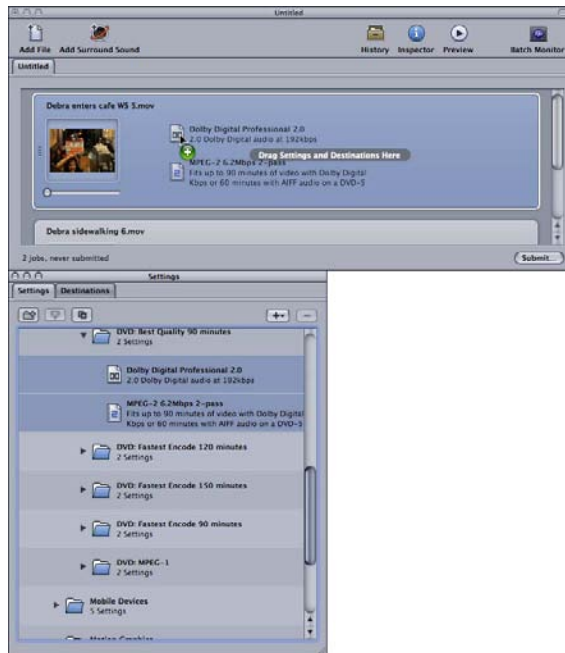 Untitled
Add File
Add Surround Sound
History
Inspector
Preview
Batch Monitor
Untitled
Debra enters cafe WS 5.mov
Dolby Digital Professional 2.0
2.0 Dolby Digital audio at 192kbps
Drag Settings and Destinations Here
MPEG-2 6.2Mbps 2-pass
Fits up to 90 minutes of video with Dolby Digital
Kbps or 60 minutes with AIFF audio on a DVD-5
Debra sidewalking 6.mov
2 jobs, never submitted
Submit...
Settings
Settings
Destinations
DVD: Best Quality 90 minutes
2 Settings
Dolby Digital Professional 2.0
2.0 Dolby Digital audio at 192kbps
MPEG-2 6.2Mbps 2-pass
Fits up to 90 minutes of video with Dolby Digital
Kbps or 60 minutes with AIFF audio on a DVD-5
DVD: Fastest Encode 120 minutes
2 Settings
DVD: Fastest Encode 150 minutes
2 Settings
DVD: Fastest Encode 90 minutes
2 Settings
DVD: MPEG-1
2 Settings
Mobile Devices
5 Settings
Motion Graphics